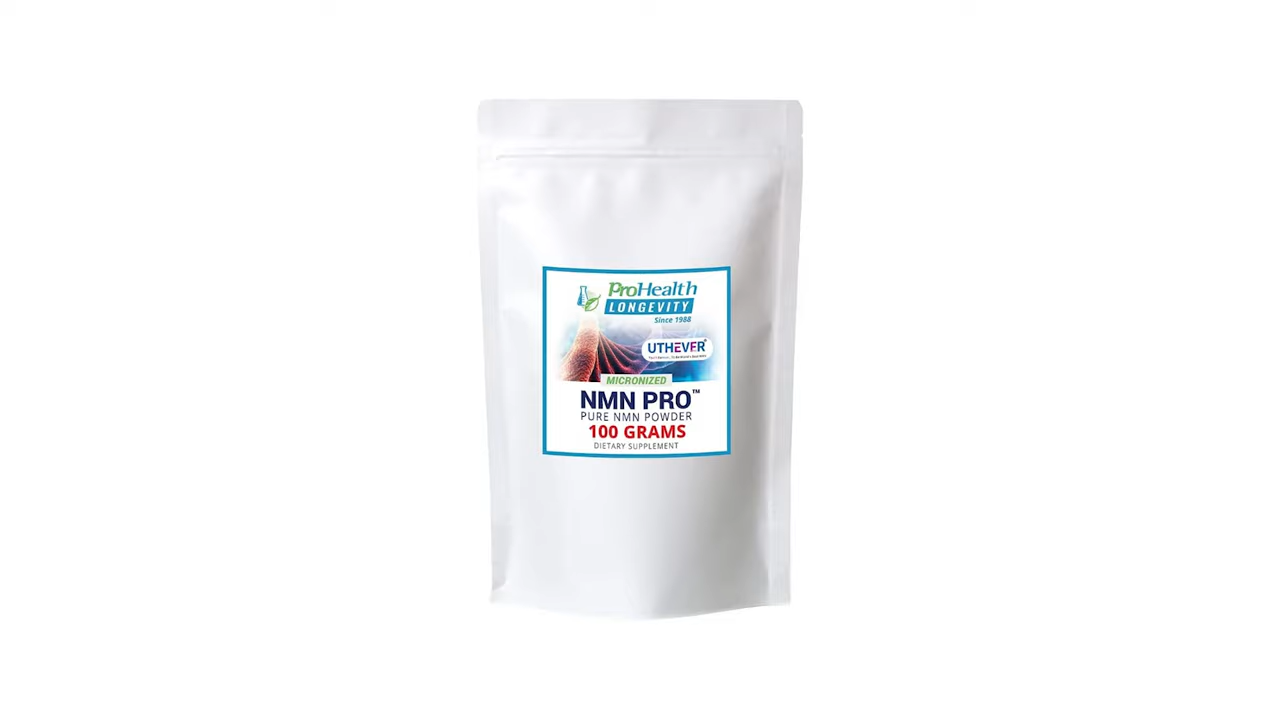 ProHealth
LONGEVITY
Since 1988
UTHEVER®
MICRONIZED
NMN PRO™
PURE NMN POWDER
100 GRAMS
DIETARY SUPPLEMENT